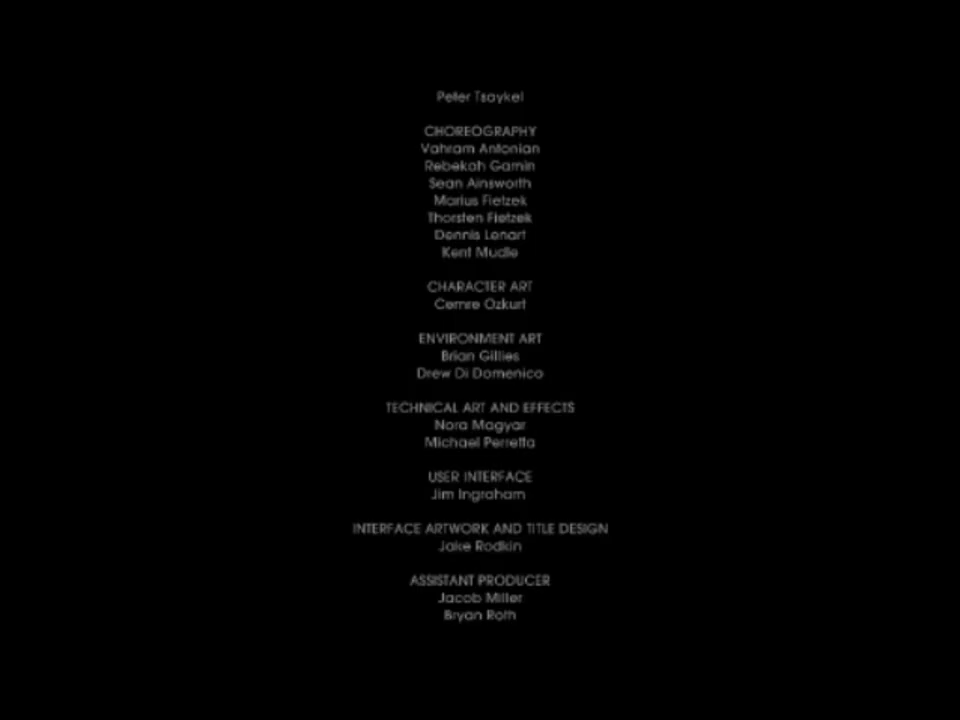 Peter Tsaykel
CHOREOGRAPHY
Vahram Antonian
Rebekah Gamin
Sean Ainsworth
Marius Fietzek
Thorsten Fietzek
Dennis Lenart
Kent Mudle
CHARACTER ART
Cemre Ozkurt
ENVIRONMENT ART
Brian Gillies
Drew Di Domenico
TECHNICAL ART AND EFFECTS
Nora Magyar
Michael Perretta
USER INTERFACE
Jim Ingraham
INTERFACE ARTWORK AND TITLE DESIGN
Jake Rodkin
ASSISTANT PRODUCER
Jacob Miller
Bryan Roth